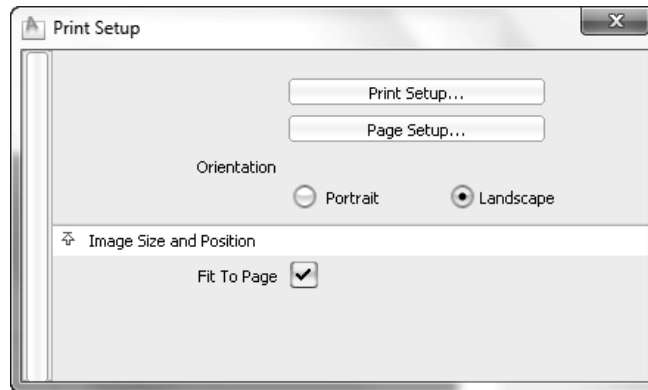 Print Setup
Print Setup...
Page Setup...
Orientation
Portrait Landscape
Image Size and Position
Fit To Page